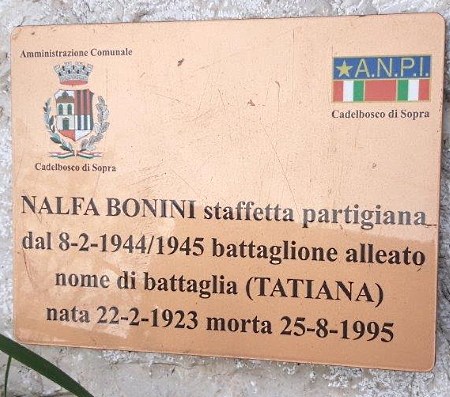 Amministrazione Comunale
A.N.P.I.
Cadelbosco di Sopra
Cadelbosco di Sopra
NALFA BONINI staffetta partigiana
dal 8-2-1944/1945 battaglione alleato
nome di battaglia (TATIANA)
nata 22-2-1923 morta 25-8-1995